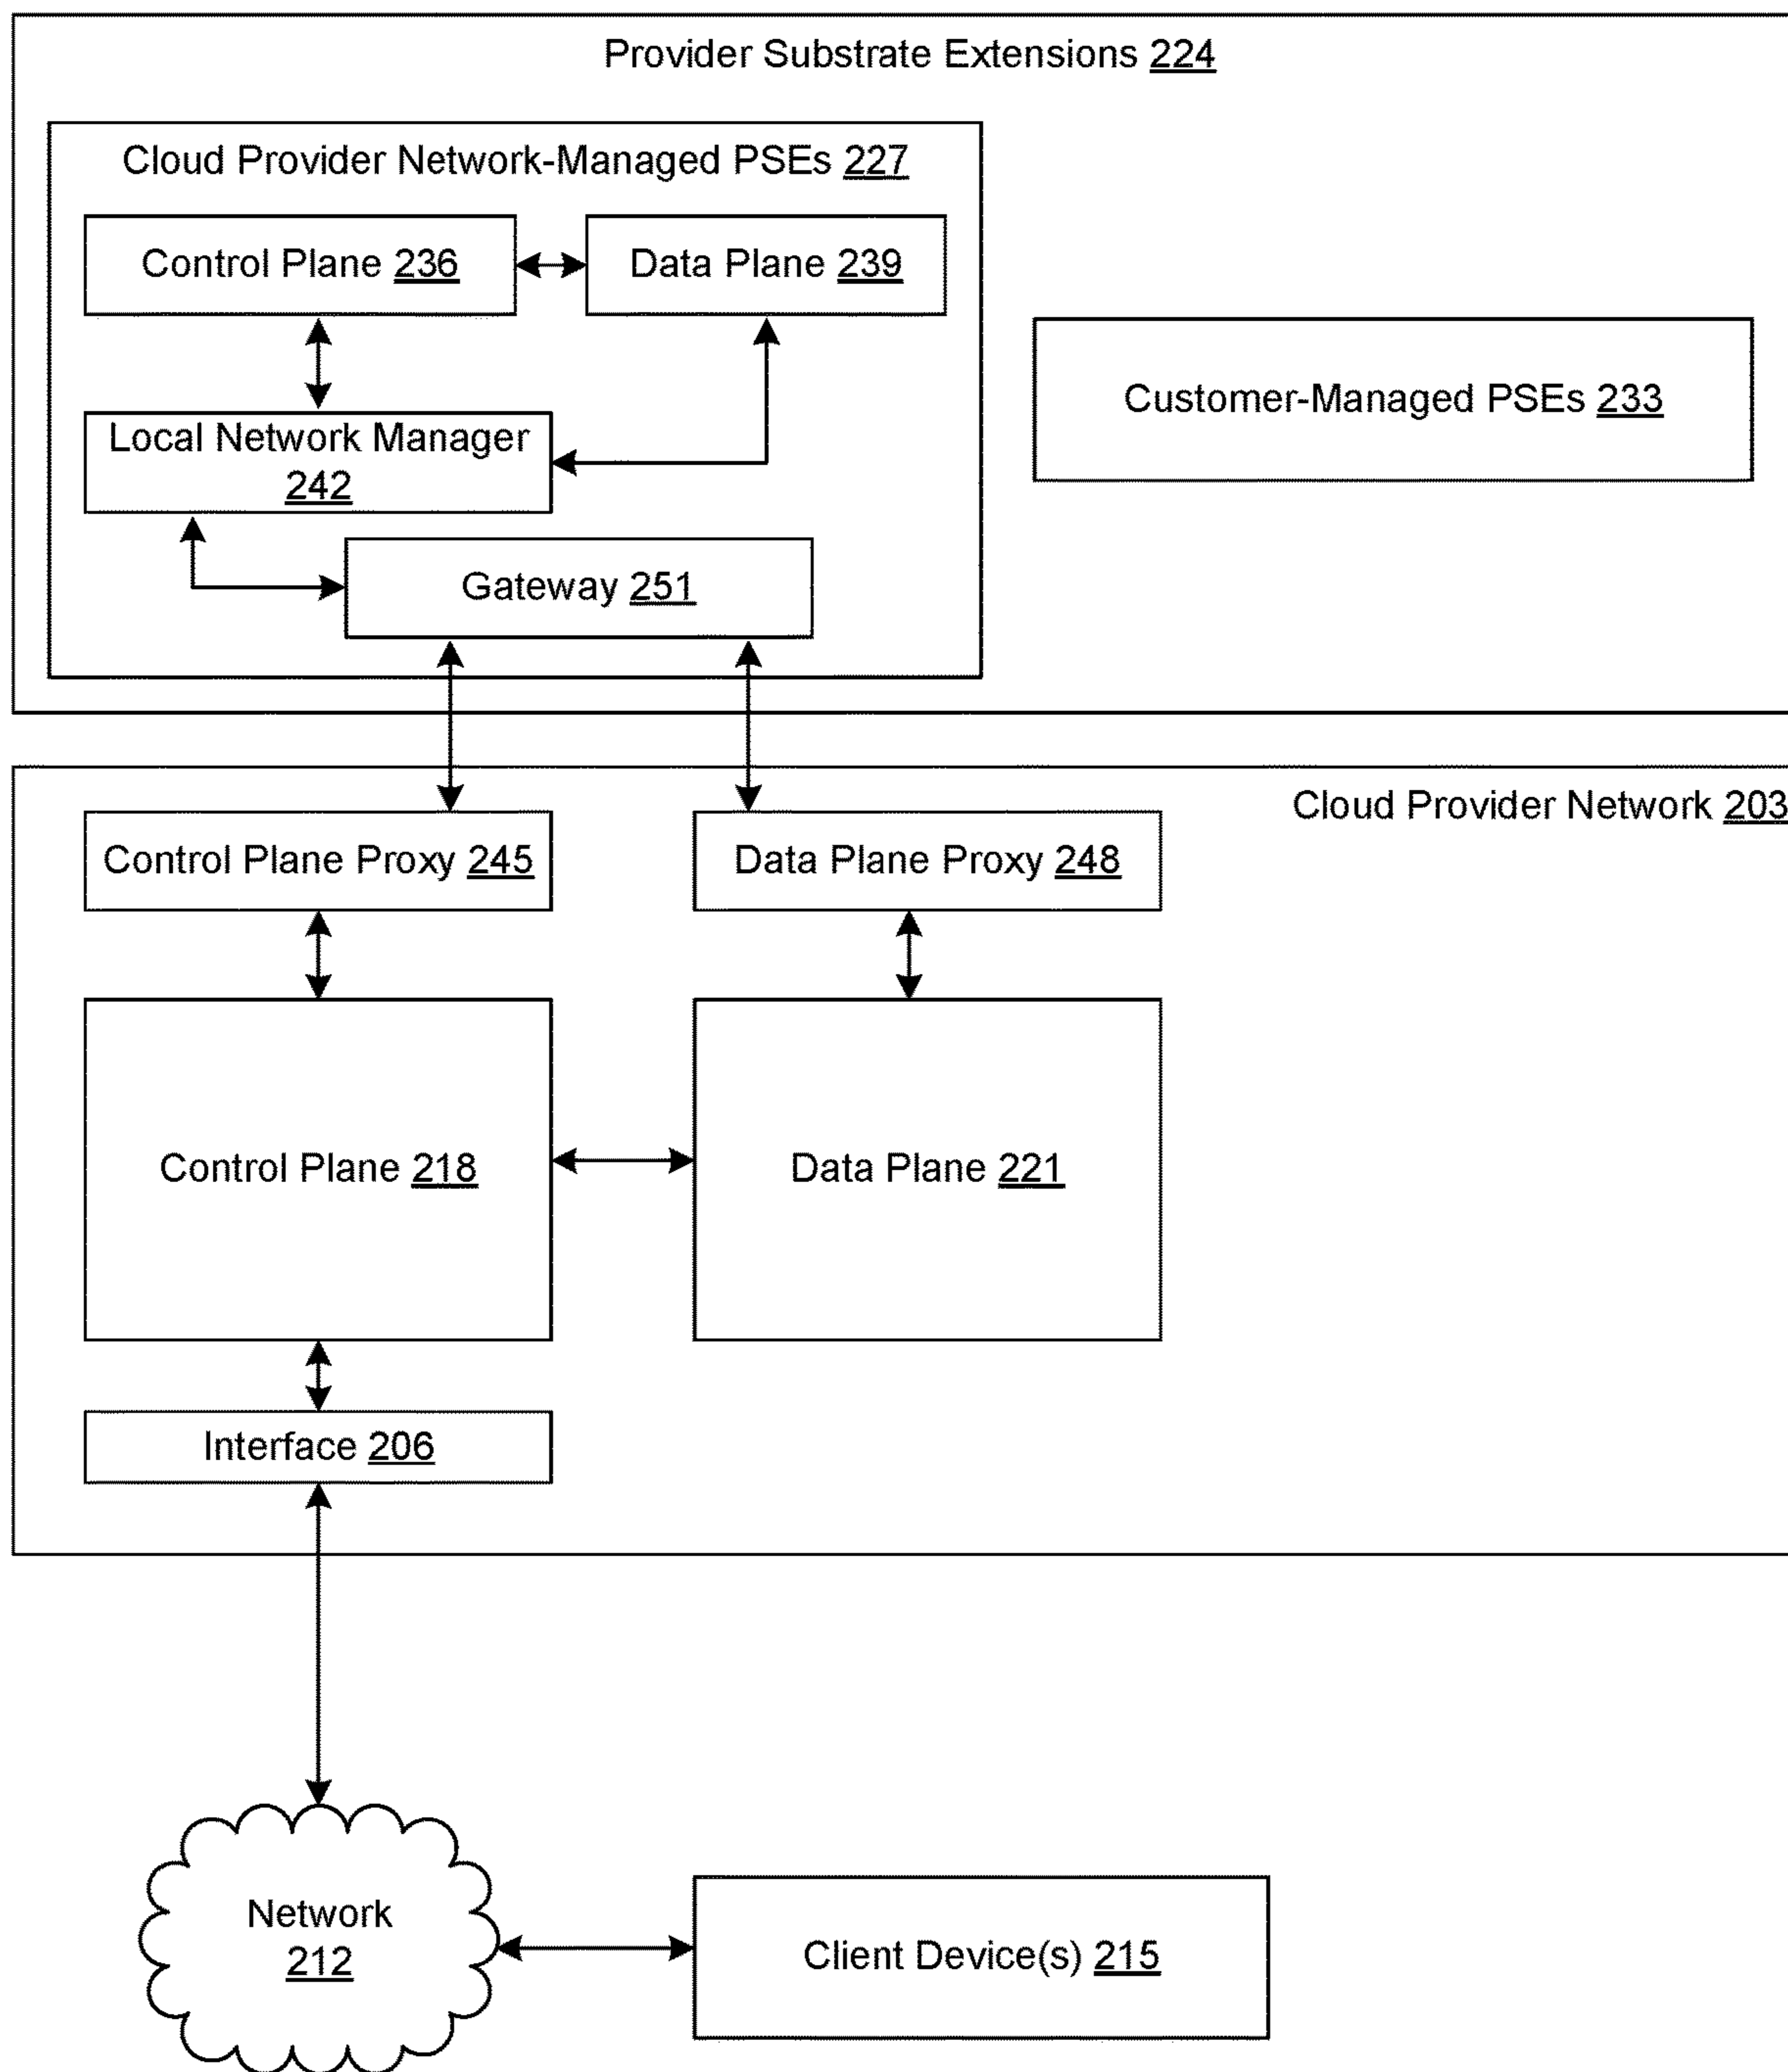 Provider Substrate Extensions 224
Cloud Provider Network-Managed PSEs 227
Control Plane 236
Data Plane 239
Customer-Managed PSEs 233
Local Network Manager
242
Gateway 251
Cloud Provider Network 203
Control Plane Proxy 245
Data Plane Proxy 248
Control Plane 218
Data Plane 221
Interface 206
Network
212
Client Device(s) 215